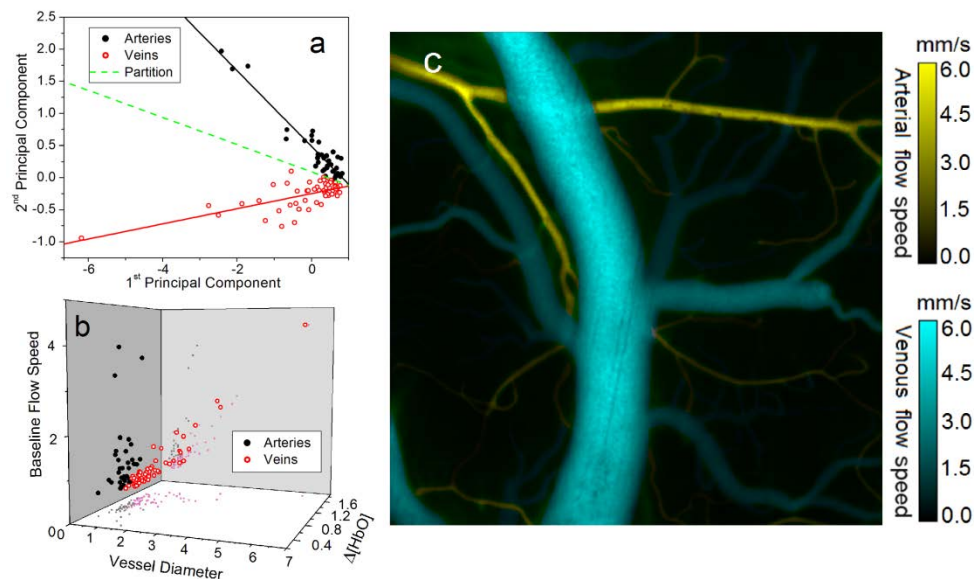 a
Arteries
Veins
Partition
2nd Principal Component
2.5
2.0
1.5
1.0
0.5
0.0
-0.5
-1.0
-6
-4
-2
0
1st Principal Component
b
Baseline Flow Speed
4
2
0
Arteries
Veins
0
1
2
3
4
5
6
7
Vessel Diameter
0.4
0.8
1.2
1.6
Δ[HbO]
c
mm/s
6.0
4.5
3.0
1.5
0.0
Arterial flow speed
mm/s
6.0
4.5
3.0
1.5
0.0
Venous flow speed